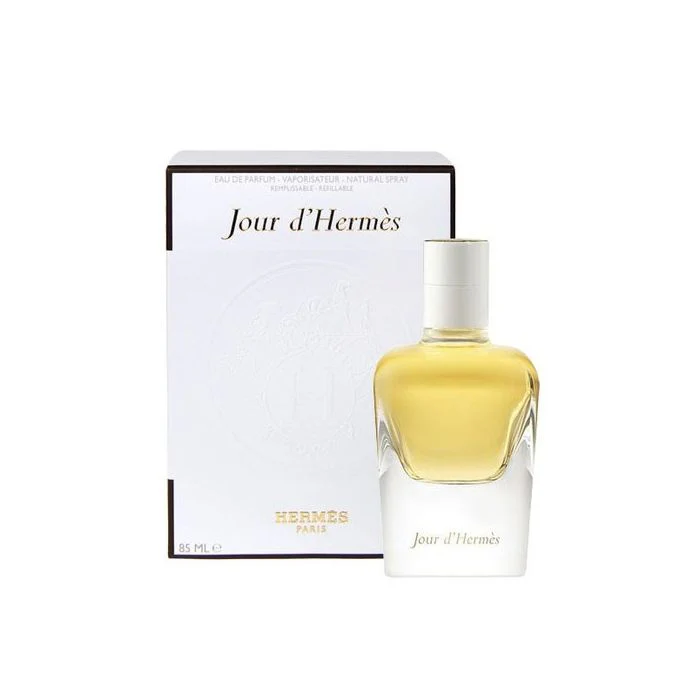 EAU DE PARFUM - VAPORISATEUR - NATURAL SPRAY
REMPLISSABLE - REFILLABLE
Jour d'Hermès
HERMÈS
PARIS
85 ML ℮
Jour d'Hermès